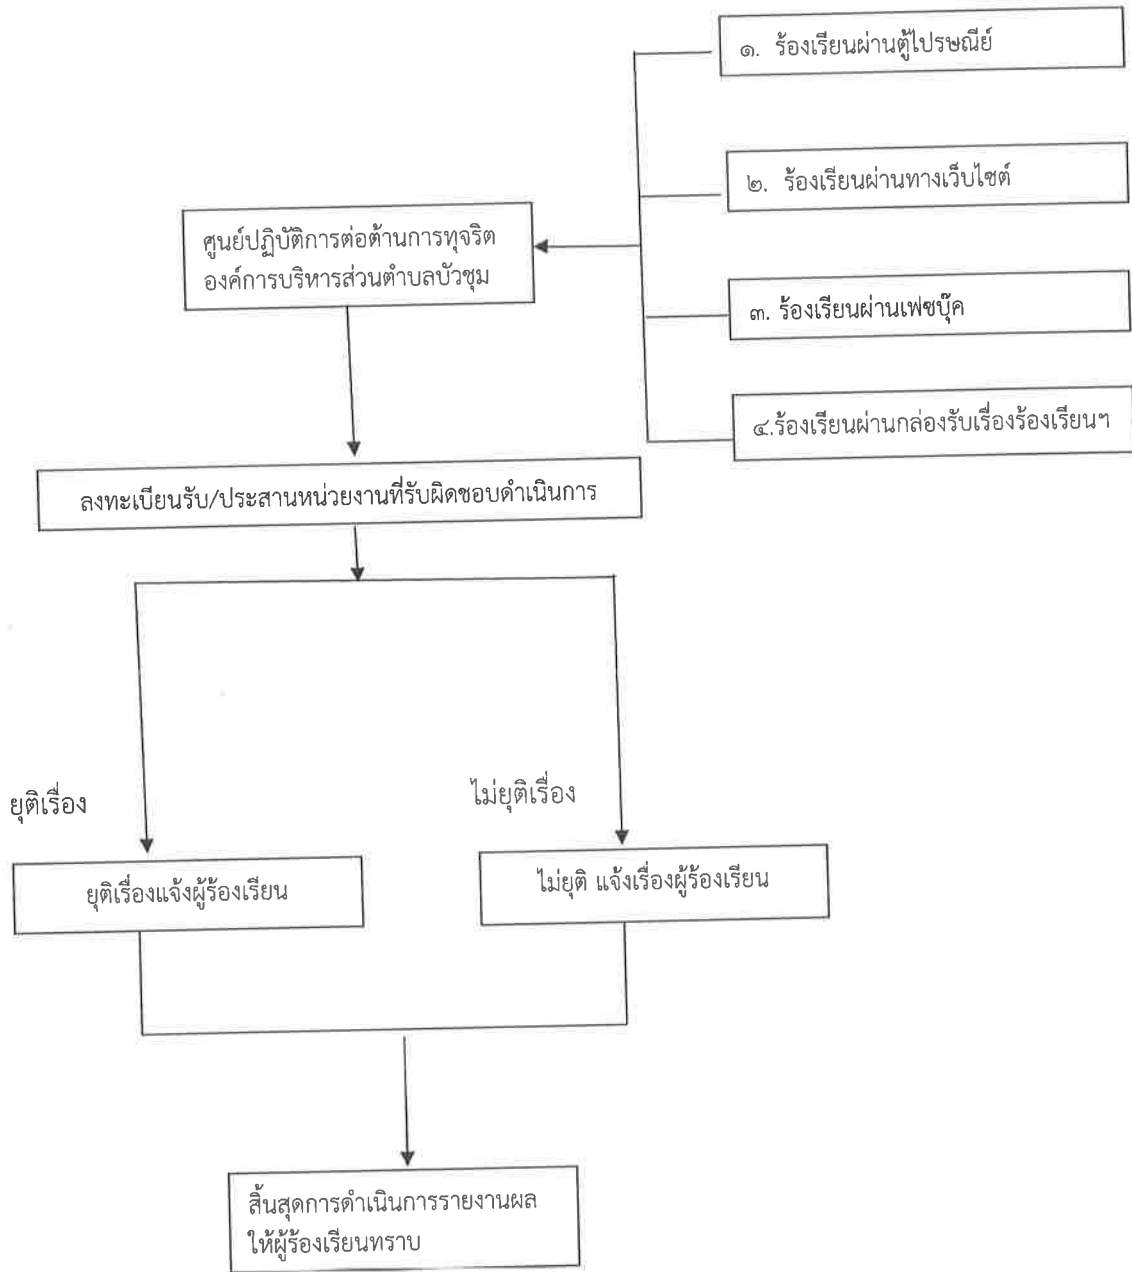 ๑. ร้องเรียนผ่านตู้ไปรษณีย์
๒. ร้องเรียนผ่านทางเว็บไซต์
ศูนย์ปฏิบัติการต่อต้านการทุจริต
องค์การบริหารส่วนตำบลบัวชุม
๓. ร้องเรียนผ่านเฟซบุ๊ค
๔.ร้องเรียนผ่านกล่องรับเรื่องร้องเรียนฯ
ลงทะเบียนรับ/ประสานหน่วยงานที่รับผิดชอบดำเนินการ
ยุติเรื่อง
ไม่ยุติเรื่อง
ยุติเรื่องแจ้งผู้ร้องเรียน
ไม่ยุติ แจ้งเรื่องผู้ร้องเรียน
สิ้นสุดการดำเนินการรายงานผล
ให้ผู้ร้องเรียนทราบ